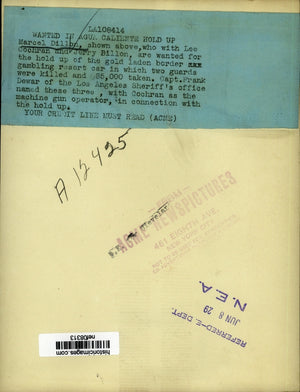 LA108414
WANTED IN AGUA CALIENTE HOLD UP
Marcel Dillon, shown above, who with Lee
Cochran and Jerry Billon, are wanted for
the hold up of the gold laden border xxx
gambling resort car in which two guards
were killed and $85,000 taken. Capt. Frank
Dewar of the Los Angeles Sheriff's office
named these three, with Cochran as the
machine gun operator, in connection with
the hold up.
YOUR CREDIT LINE MUST READ (ACME)
A 12425
ACME NEWSPICTURES
461 EIGHTH AVE.
NEW YORK CITY
REFERRED-E.DEPT.
JUN 8 29
N.E.A.
historicimages.com
nef08313